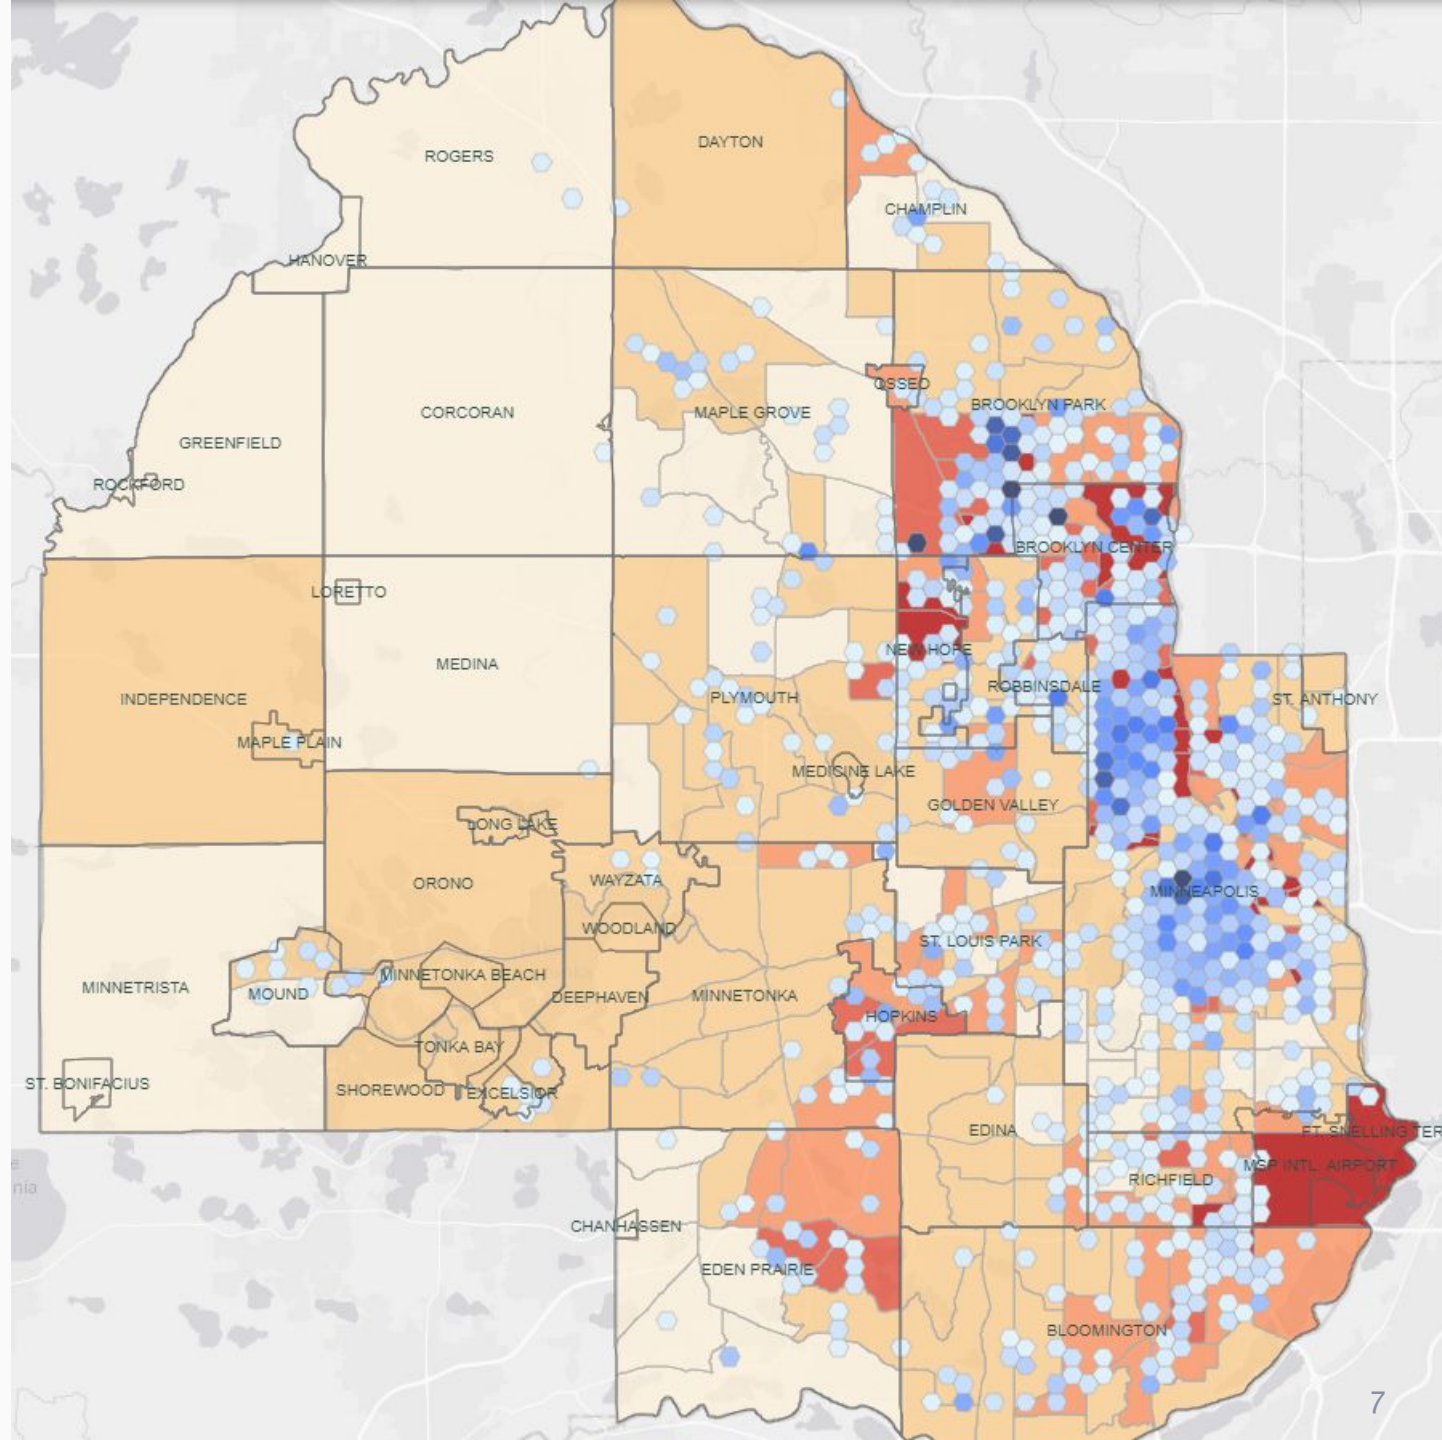 DAYTON
ROGERS
CHAMPLIN
HANOVER
OSSEO
BROOKLYN PARK
CORCORAN
MAPLE GROVE
GREENFIELD
ROCKFORD
BROOKLYN CENTER
LORETTO
NEW HOPE
MEDINA
ROBBINSDALE
INDEPENDENCE
PLYMOUTH
ST. ANTHONY
MAPLE PLAIN
MEDICINE LAKE
GOLDEN VALLEY
LONG LAKE
WAYZATA
ORONO
MINNEAPOLIS
WOODLAND
ST. LOUIS PARK
MINNETONKA BEACH
MINNETRISTA
MOUND
DEEPHAVEN
MINNETONKA
HOPKINS
TONKA BAY
ST. BONIFACIUS
SHOREWOOD
EXCELSIOR
EDINA
FT. SNELLING TER
MSP INTL. AIRPORT
RICHFIELD
nia
CHANHASSEN
EDEN PRAIRIE
BLOOMINGTON
7